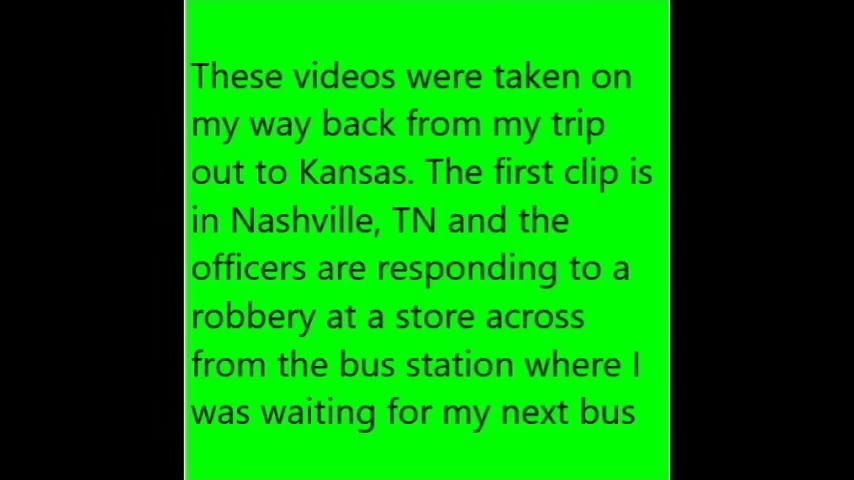 These videos were taken on
my way back from my trip
out to Kansas. The first clip is
in Nashville, TN and the
officers are responding to a
robbery at a store across
from the bus station where I
was waiting for my next bus